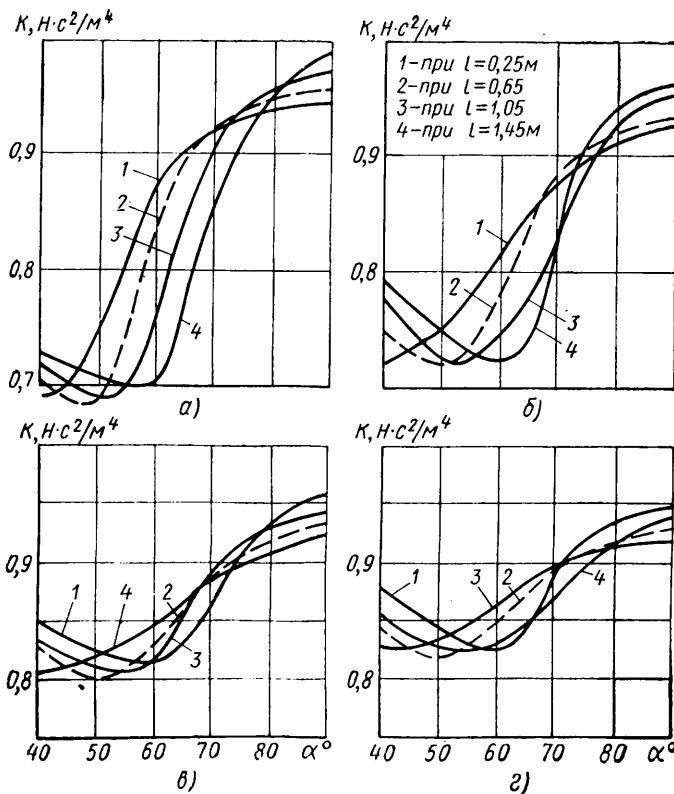 К, Н·с²/м⁴
0,9
0,8
0,7
1
2
3
4
а)
К, Н·с²/м⁴
1-при l=0,25м
2-при l=0,65
3-при l=1,05
4-при l=1,45м
0,9
0,8
1
2
3
4
б)
К, Н·с²/м⁴
0,9
0,8
1
4
2
3
40 50 60 70 80 α°
в)
К, Н·с²/м⁴
0,9
0,8
1
3
2
4
40 50 60 70 80 α°
г)